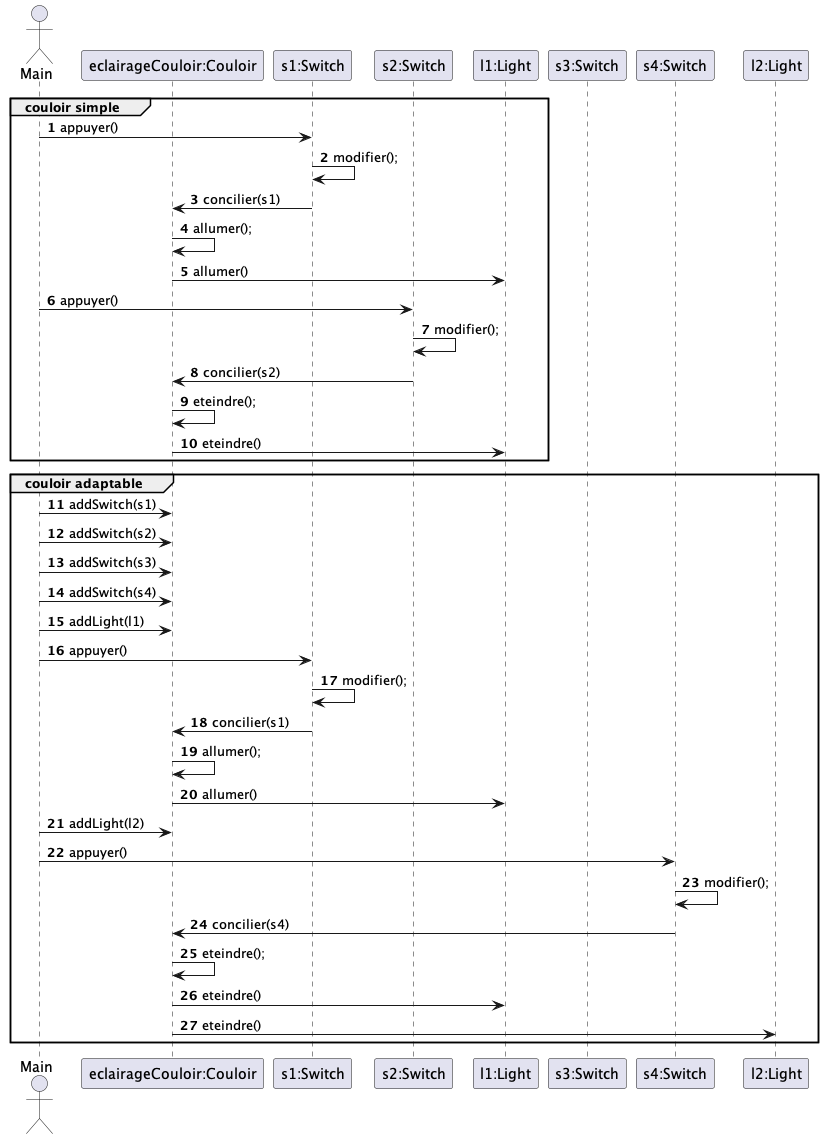 Main
eclairageCouloir:Couloir s1:Switch s2:Switch l1:Light s3:Switch s4:Switch l2:Light
couloir simple
1 appuyer()
2 modifier();
3 concilier(s1)
4 allumer();
5 allumer()
6 appuyer()
7 modifier();
8 concilier(s2)
9 eteindre();
10 eteindre()
couloir adaptable
11 addSwitch(s1)
12 addSwitch(s2)
13 addSwitch(s3)
14 addSwitch(s4)
15 addLight(l1)
16 appuyer()
17 modifier();
18 concilier(s1)
19 allumer();
20 allumer()
21 addLight(l2)
22 appuyer()
23 modifier();
24 concilier(s4)
25 eteindre();
26 eteindre()
27 eteindre()
Main
eclairageCouloir:Couloir s1:Switch s2:Switch l1:Light s3:Switch s4:Switch l2:Light